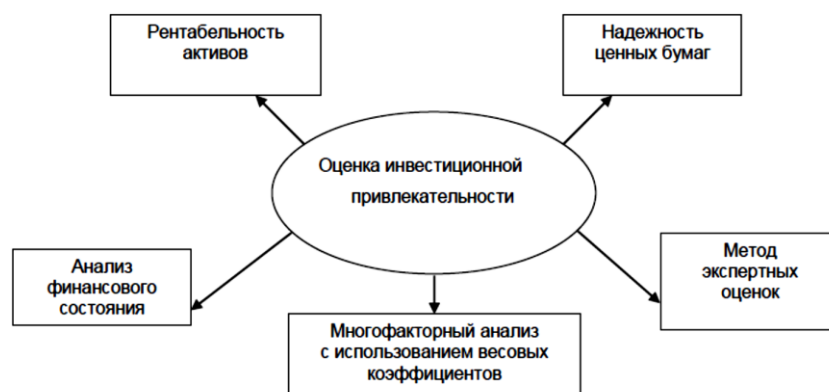 Рентабельность
активов
Надежность
ценных бумаг
Оценка инвестиционной
привлекательности
Анализ
финансового
состояния
Многофакторный анализ
с использованием весовых
коэффициентов
Метод
экспертных
оценок